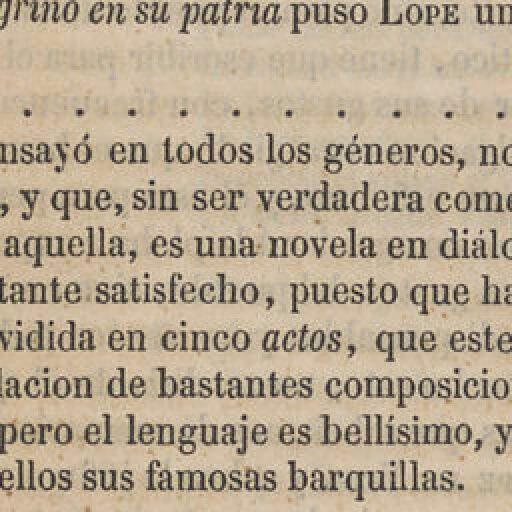 grino en su patria puso LOPE un
. . . . . . . . . .
nsayó en todos los géneros, no
, y que, sin ser verdadera come
aquella, es una novela en diálo
tante satisfecho, puesto que ha
vidida en cinco actos, que este
lacion de bastantes composicio
pero el lenguaje es bellísimo, y
ellos sus famosas barquillas.